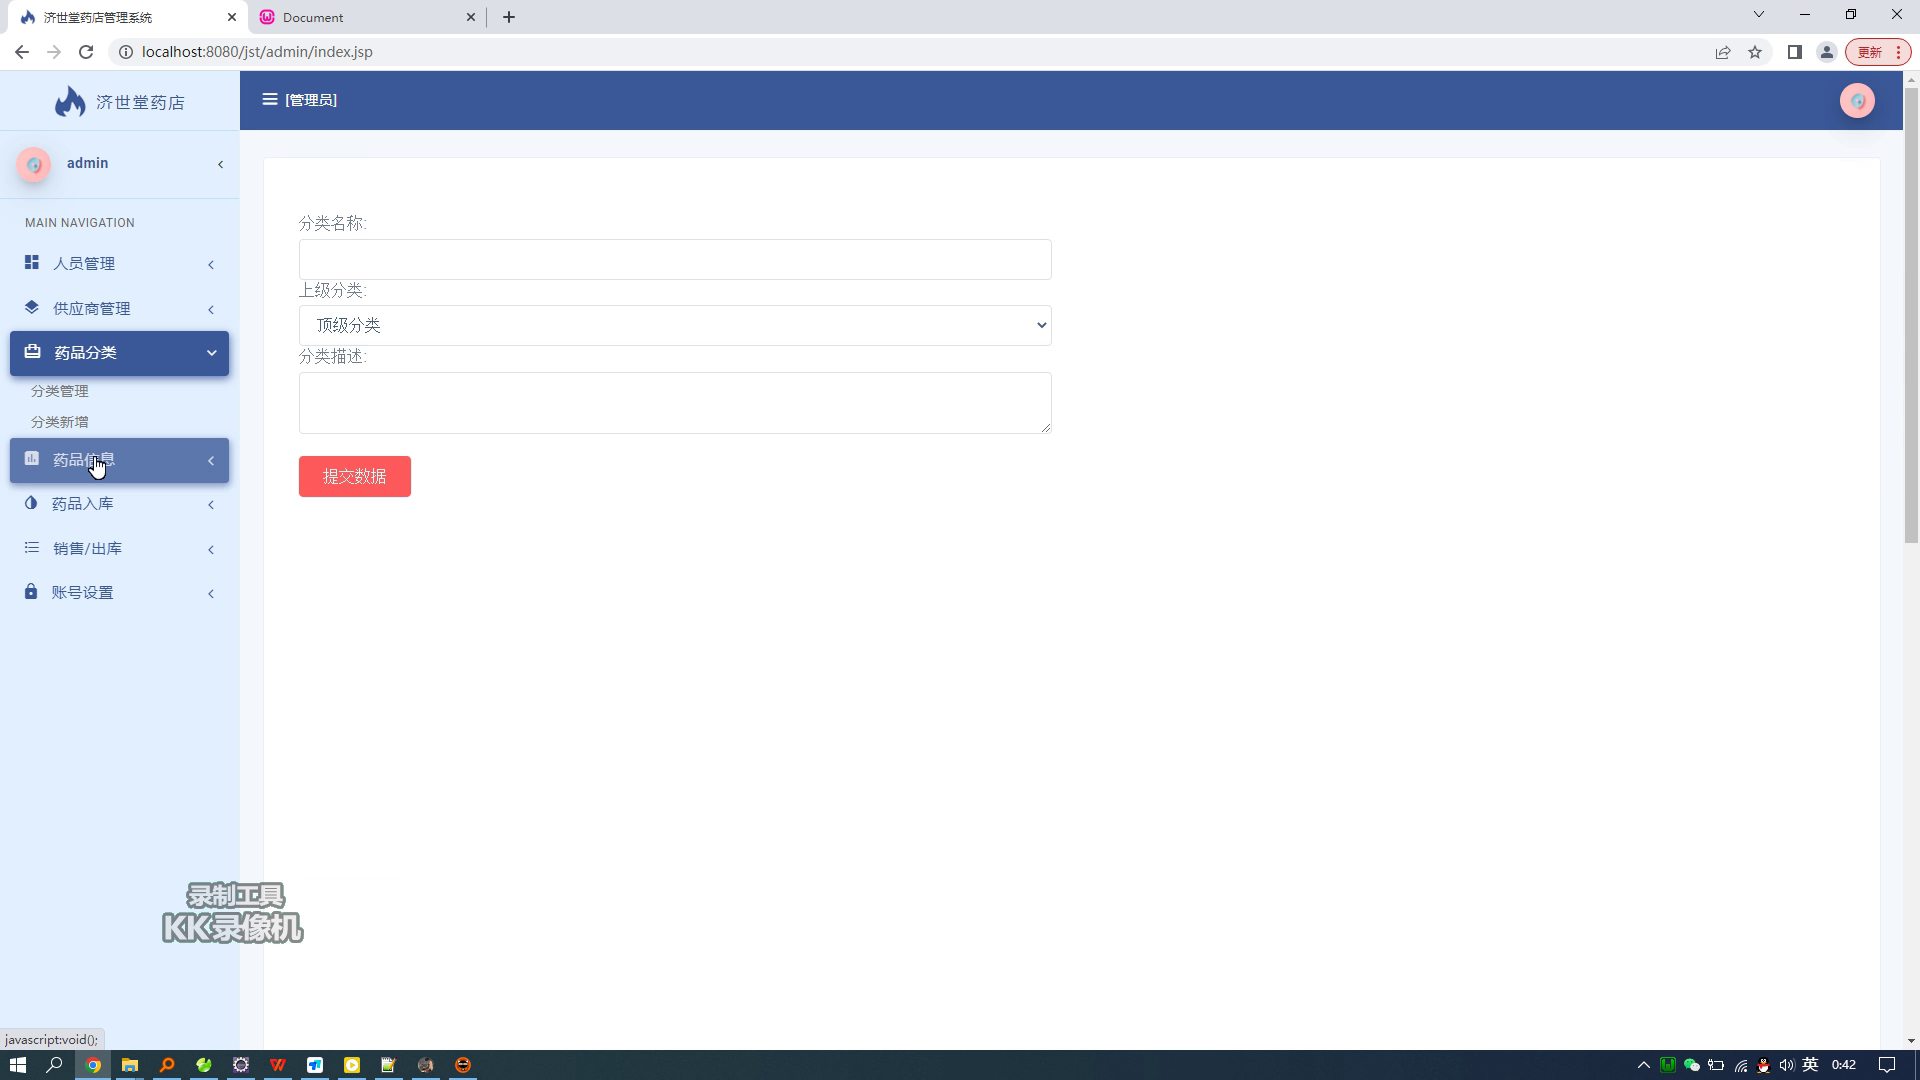 济世堂药店管理系统
Document
localhost:8080/jst/admin/index.jsp
更新
济世堂药店
[管理员]
admin
MAIN NAVIGATION
人员管理
供应商管理
药品分类
分类管理
分类新增
药品信息
药品入库
销售/出库
账号设置
分类名称:
上级分类:
顶级分类
分类描述:
提交数据
录制工具
KK录像机
javascript:void();
英
0:42